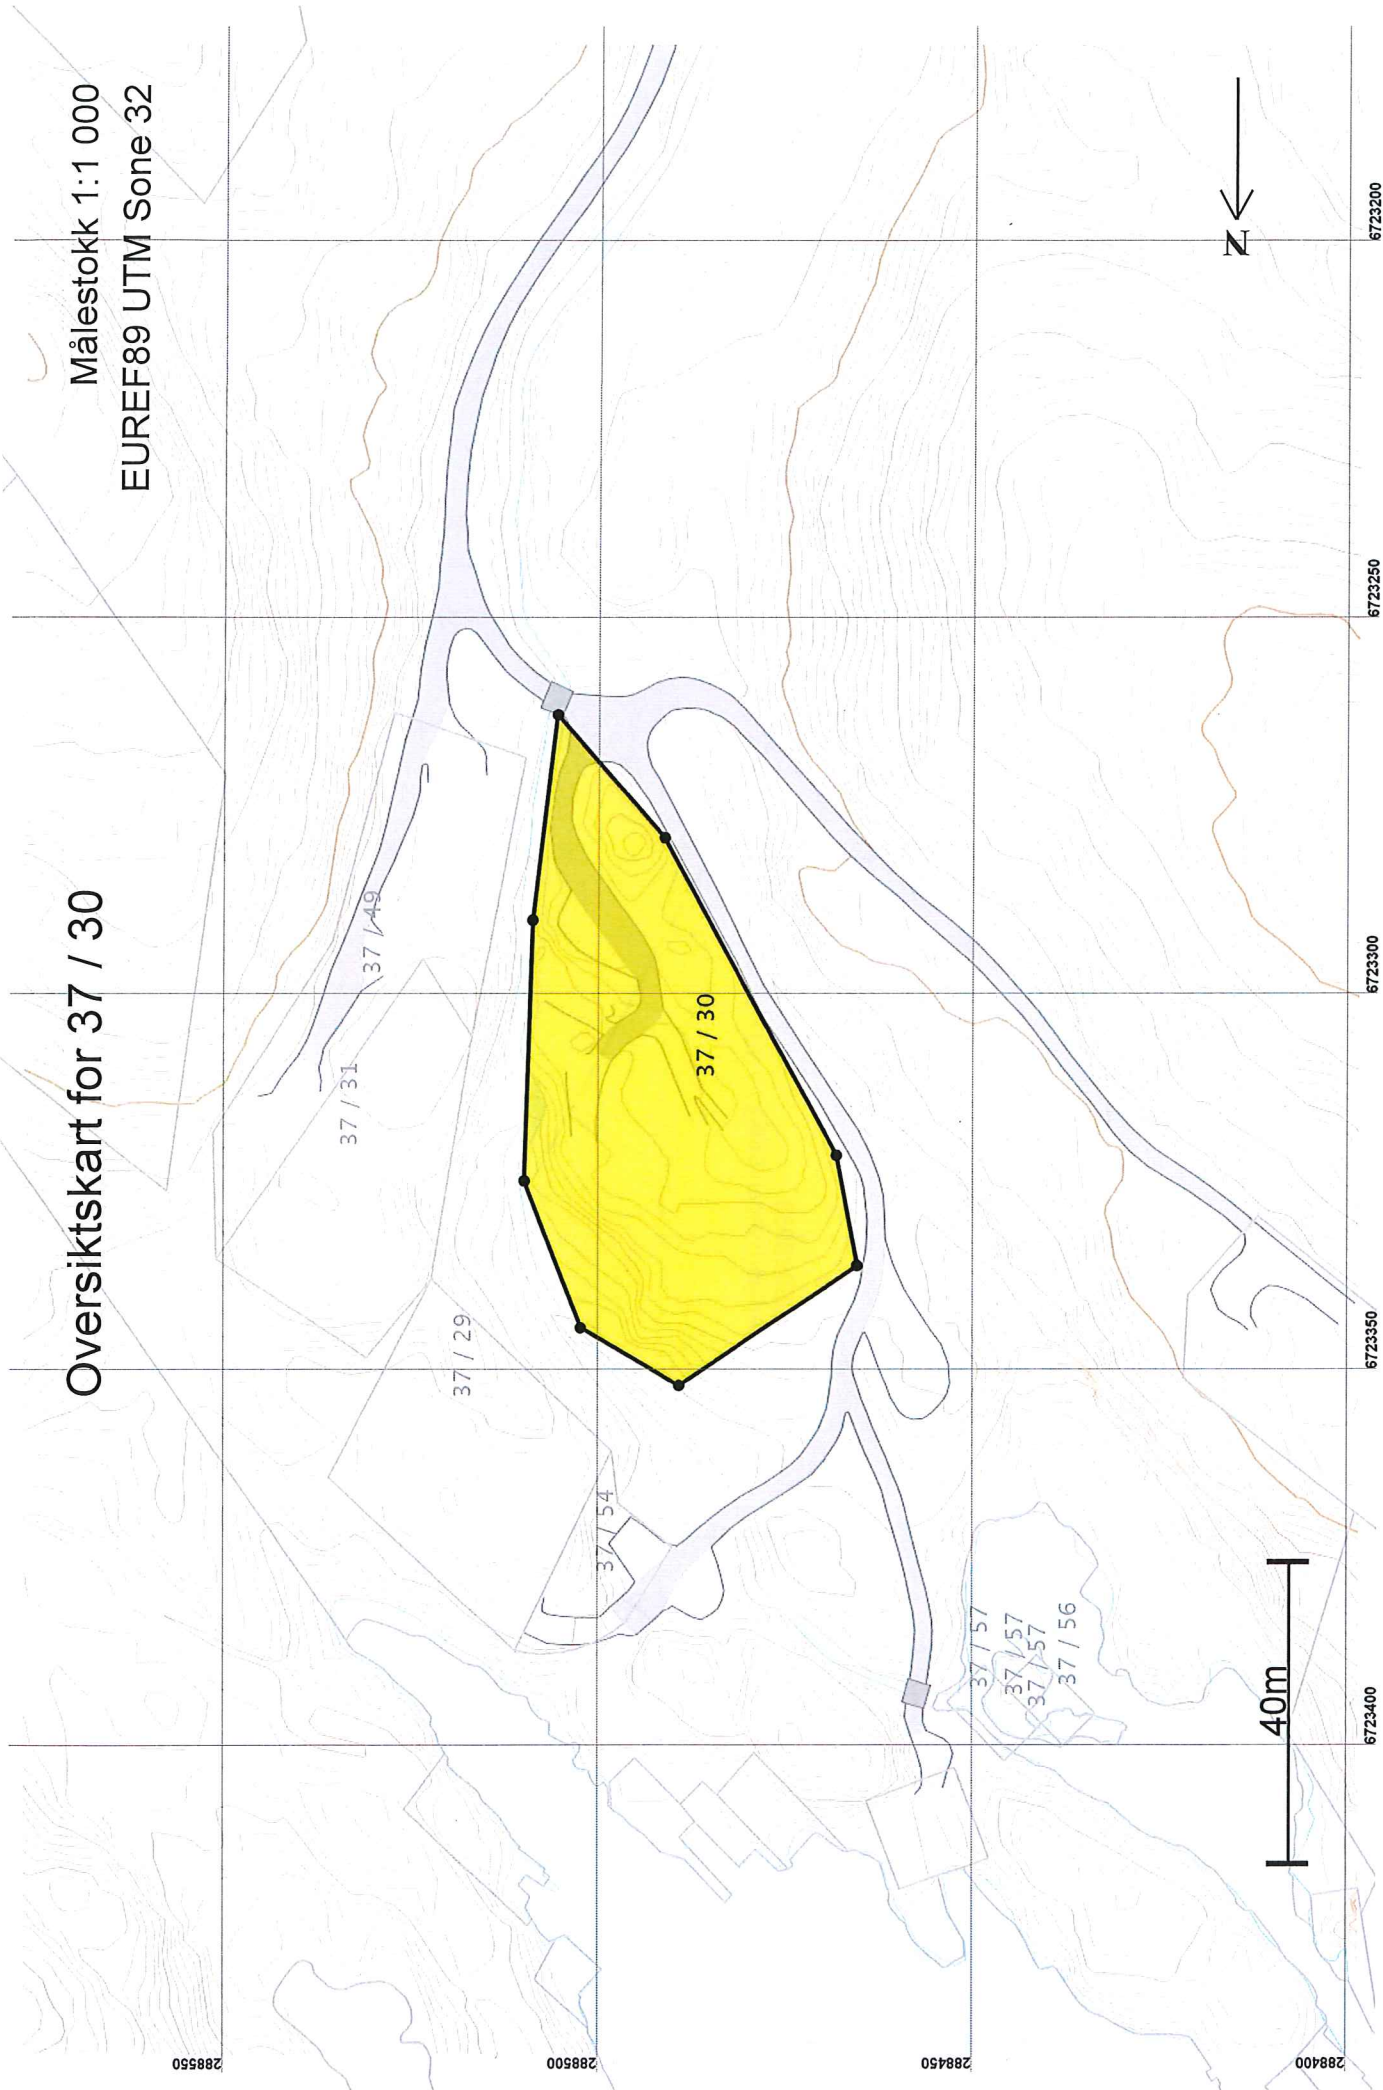 Oversiktskart for 37 / 30
Målestokk 1:1 000
EUREF89 UTM Sone 32
N
37 / 49
37 / 31
37 / 29
37 / 30
37 / 54
37 / 57
37 / 57
37 / 57
37 / 56
40m
288550
288500
288450
288400
6723400
6723350
6723300
6723250
6723200